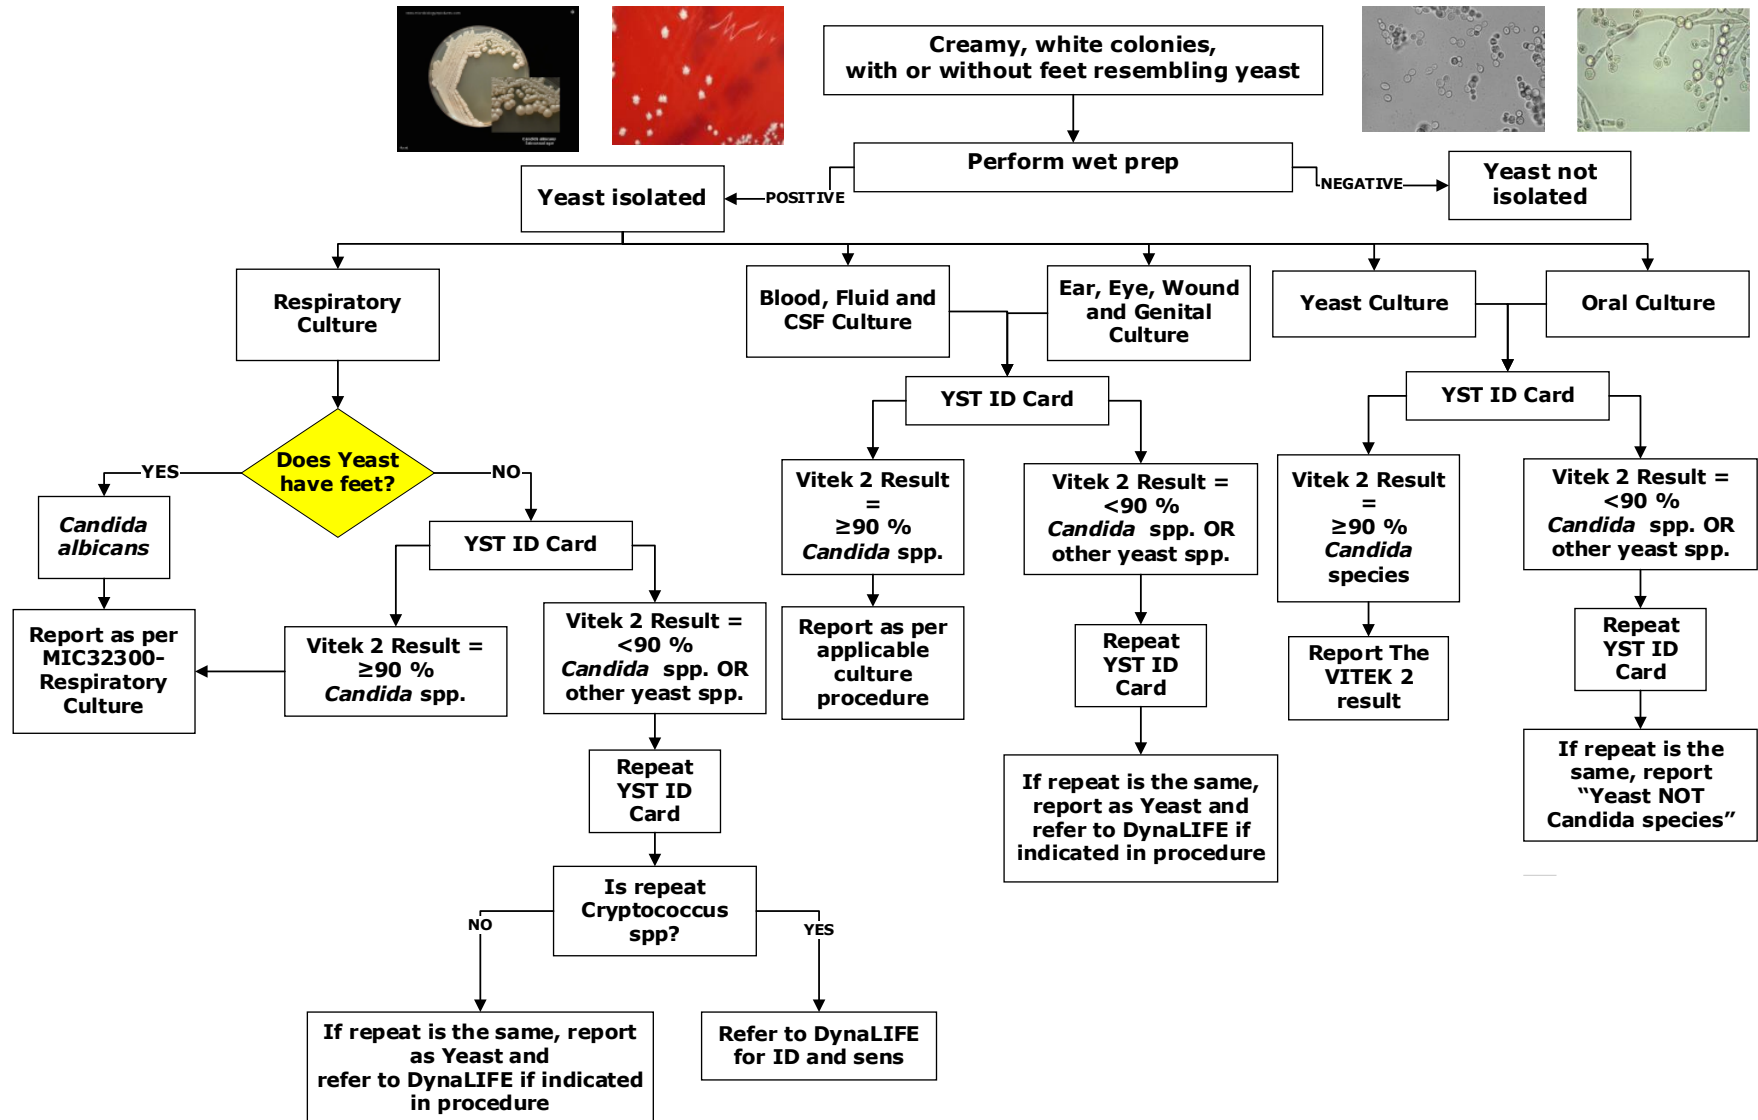 Creamy, white colonies,
with or without feet resembling yeast
Perform wet prep
POSITIVE
NEGATIVE
Yeast isolated
Yeast not
isolated
Respiratory
Culture
Blood, Fluid and
CSF Culture
Ear, Eye, Wound
and Genital
Culture
Yeast Culture
Oral Culture
Does Yeast
have feet?
YES
NO
Candida
albicans
Report as per
MIC32300-
Respiratory
Culture
YST ID Card
Vitek 2 Result =
≥90 %
Candida spp.
Vitek 2 Result =
<90 %
Candida spp. OR
other yeast spp.
Repeat
YST ID
Card
Is repeat
Cryptococcus
spp?
NO
YES
If repeat is the same, report
as Yeast and
refer to DynaLIFE if indicated
in procedure
Refer to DynaLIFE
for ID and sens
YST ID Card
Vitek 2 Result
=
≥90 %
Candida spp.
Report as per
applicable
culture
procedure
Vitek 2 Result =
<90 %
Candida spp. OR
other yeast spp.
Repeat
YST ID
Card
If repeat is the same,
report as Yeast and
refer to DynaLIFE if
indicated in procedure
YST ID Card
Vitek 2 Result
=
≥90 %
Candida
species
Report The
VITEK 2
result
Vitek 2 Result =
<90 %
Candida spp. OR
other yeast spp.
Repeat
YST ID
Card
If repeat is the
same, report
“Yeast NOT
Candida species”